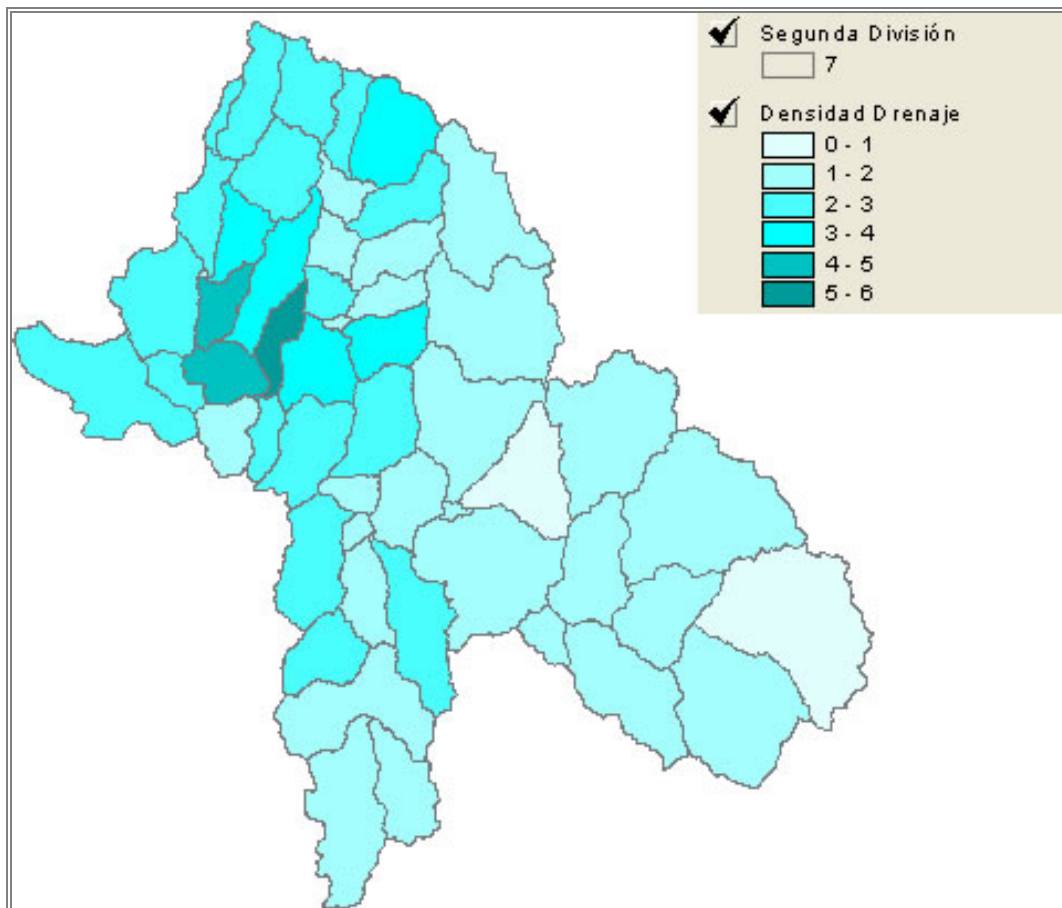 Segunda División
7
Densidad Drenaje
0 - 1
1 - 2
2 - 3
3 - 4
4 - 5
5 - 6